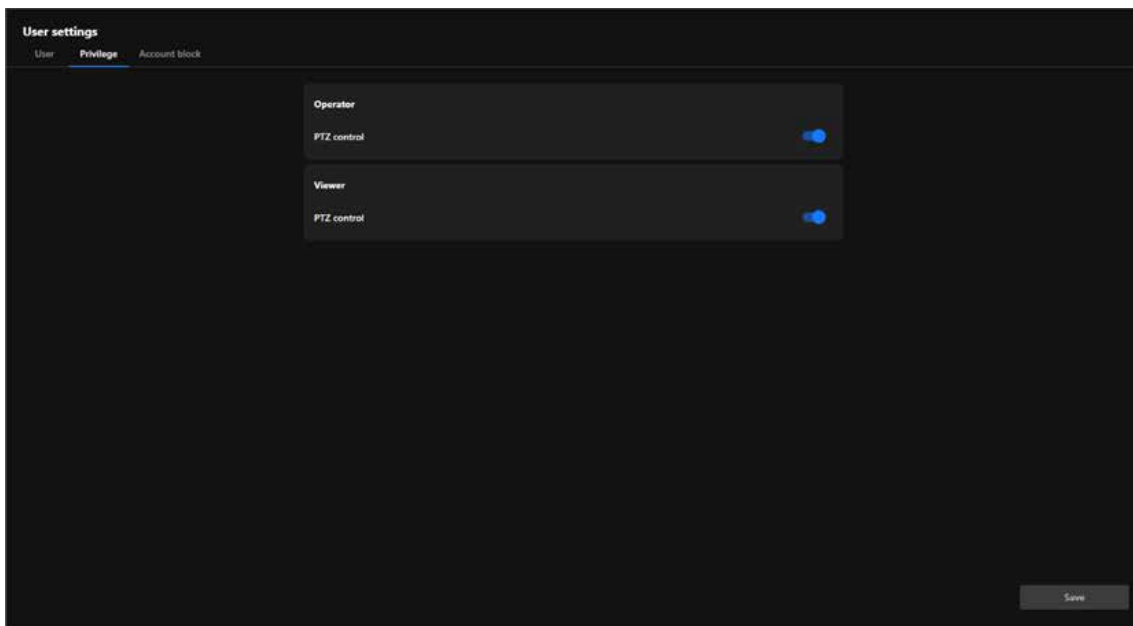 User settings
User Privilege Account block
Operator
PTZ control
Viewer
PTZ control
Save